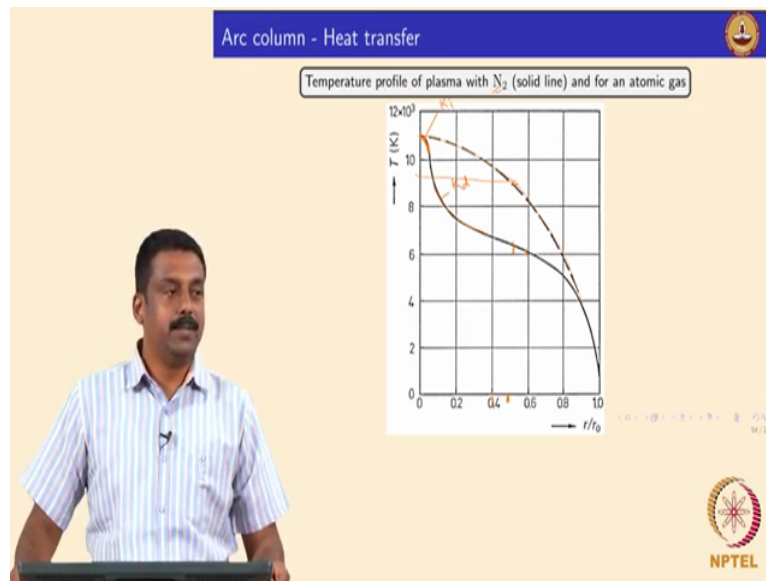 Arc column - Heat transfer
Temperature profile of plasma with N₂ (solid line) and for an atomic gas
12×10³
T (K)
10
8
6
4
2
0
0 0.2 0.4 0.6 0.8 1.0
r/r₀
Ki
Kd
NPTEL